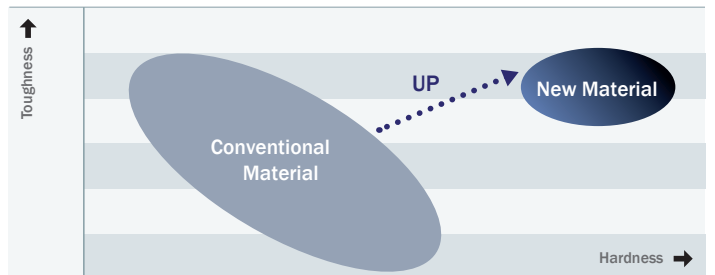 Toughness
UP
New Material
Conventional
Material
Hardness